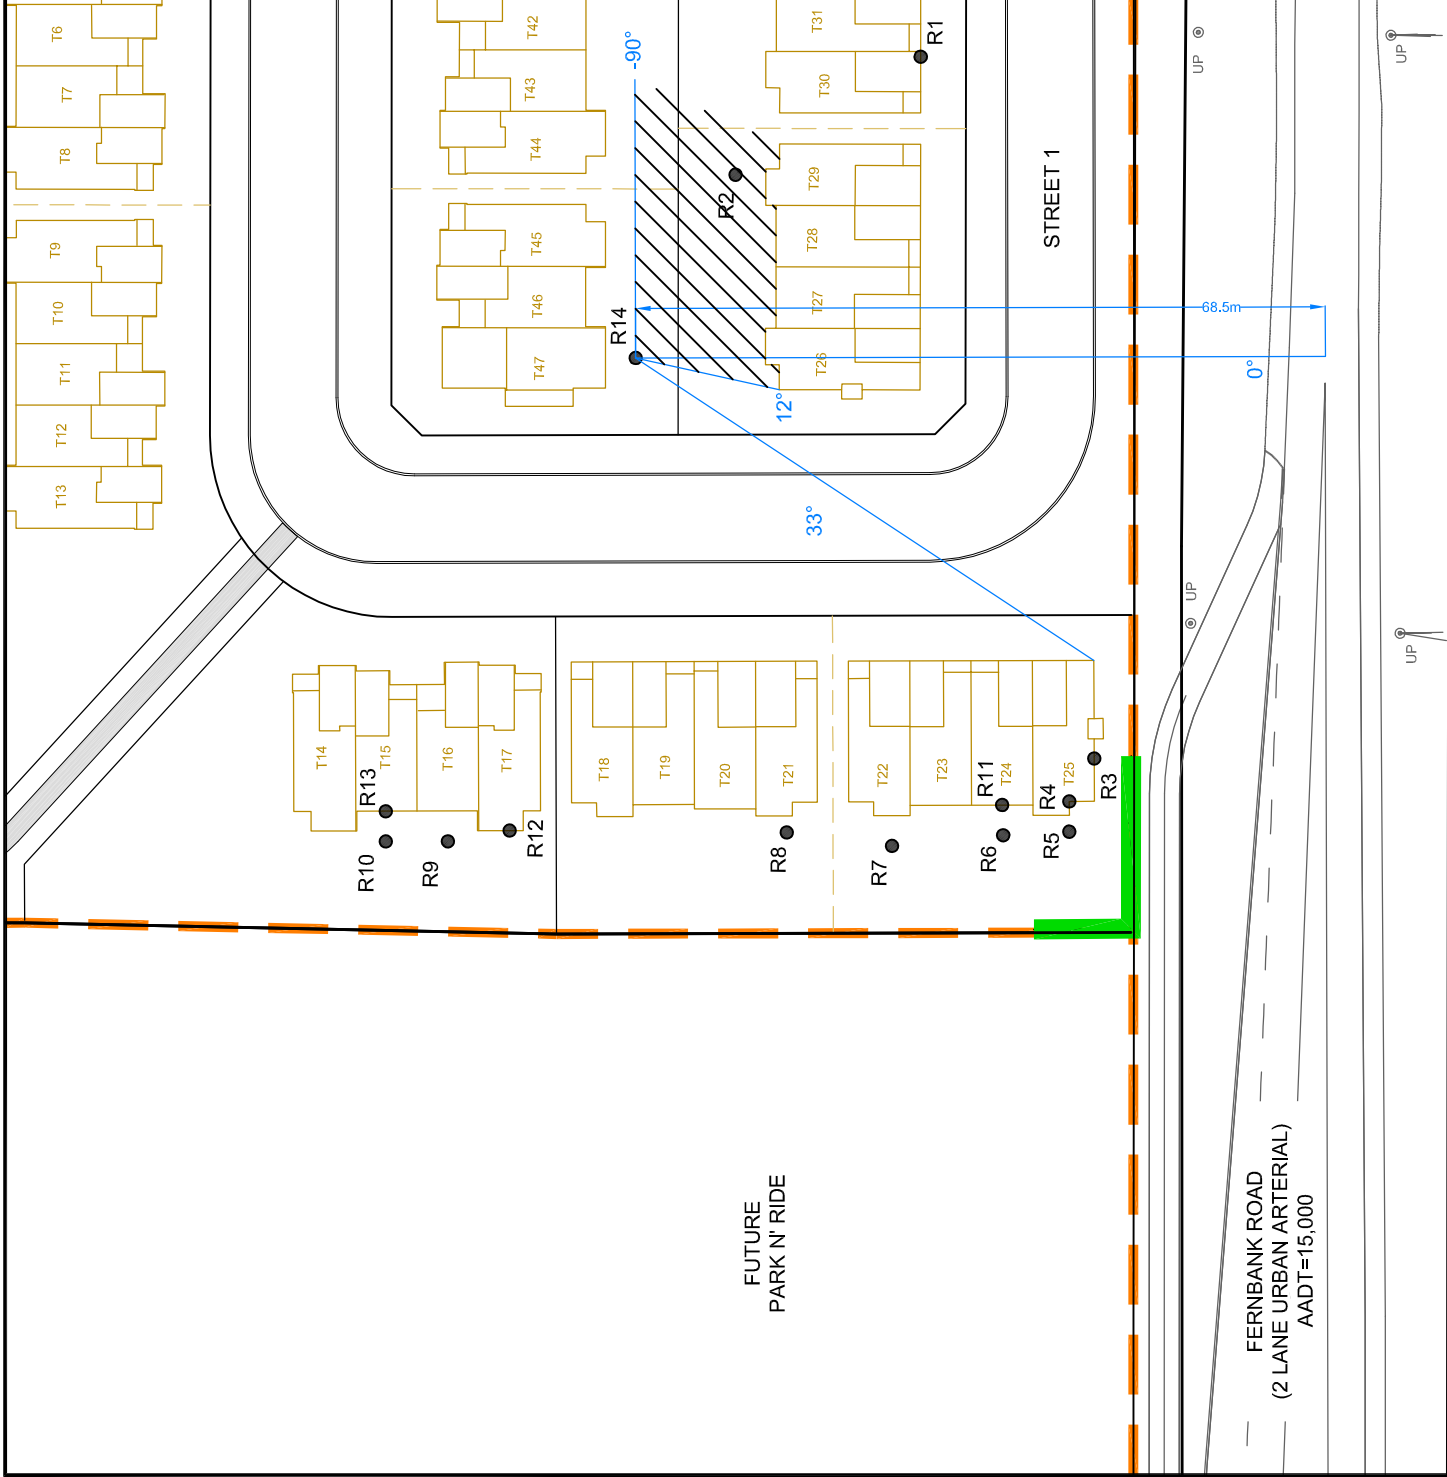 T6
T7
T8
T9
T10
T11
T12
T13
T42
T43
T44
T45
T46
T47
T31
T30
T29
T28
T27
T26
R1
R2
R14
-90°
12°
33°
0°
68.5m
STREET 1
UP
UP
UP
UP
T14
T15
T16
T17
T18
T19
T20
T21
T22
T23
T24
T25
R13
R10
R9
R12
R8
R7
R11
R6
R4
R5
R3
FUTURE
PARK N' RIDE
FERNBANK ROAD
(2 LANE URBAN ARTERIAL)
AADT=15,000